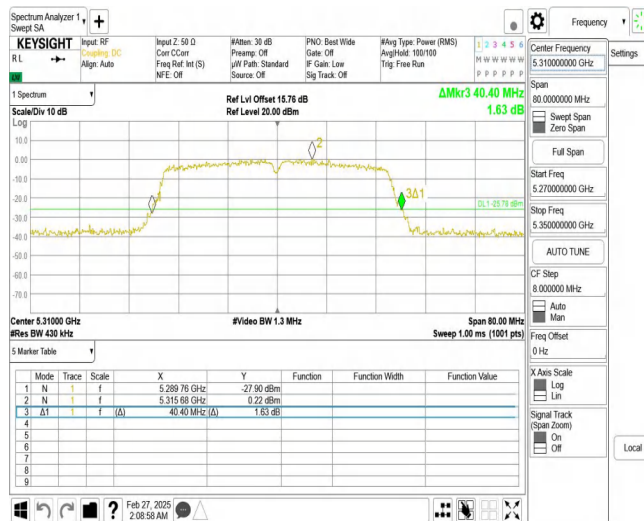 Spectrum Analyzer 1
Swept SA
Frequency
KEYSIGHT
R L
Input: RF
Coupling: DC
Align: Auto
Input Z: 50 Ω
Corr CCorr
Freq Ref: Int (S)
NFE: Off
#Atten: 30 dB
Preamp: Off
µW Path: Standard
Source: Off
PNO: Best Wide
Gate: Off
IF Gain: Low
Sig Track: Off
#Avg Type: Power (RMS)
Avg|Hold: 100/100
Trig: Free Run
1 2 3 4 5 6
M W W W W W
P P P P P P
1 Spectrum
Scale/Div 10 dB
Ref Lvl Offset 15.76 dB
Ref Level 20.00 dBm
ΔMkr3 40.40 MHz
1.63 dB
Log
10.0
0.00
-10.0
-20.0
-30.0
-40.0
-50.0
-60.0
-70.0
2
3Δ1
DL1 -25.78 dBm
Center 5.31000 GHz
#Res BW 430 kHz
#Video BW 1.3 MHz
Span 80.00 MHz
Sweep 1.00 ms (1001 pts)
5 Marker Table
Mode Trace Scale X Y Function Function Width Function Value
1 N 1 f 5.289 76 GHz -27.90 dBm
2 N 1 f 5.315 68 GHz 0.22 dBm
3 Δ1 1 f (Δ) 40.40 MHz (Δ) 1.63 dB
4
5
6
7
8
9
Feb 27, 2025
2:08:58 AM
?
Center Frequency
5.310000000 GHz
Settings
Span
80.0000000 MHz
Swept Span
Zero Span
Full Span
Start Freq
5.270000000 GHz
Stop Freq
5.350000000 GHz
AUTO TUNE
CF Step
8.000000 MHz
Auto
Man
Freq Offset
0 Hz
X Axis Scale
Log
Lin
Signal Track
(Span Zoom)
On
Off
Local